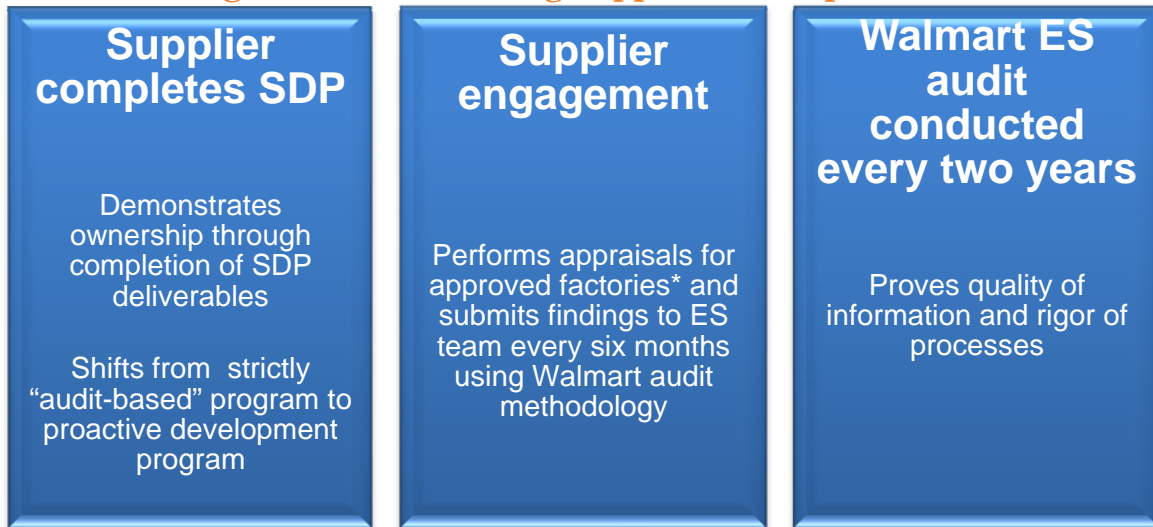 Supplier
completes SDP
Demonstrates
ownership through
completion of SDP
deliverables
Shifts from strictly
“audit-based” program to
proactive development
program
Supplier
engagement
Performs appraisals for
approved factories* and
submits findings to ES
team every six months
using Walmart audit
methodology
Walmart ES
audit
conducted
every two years
Proves quality of
information and rigor of
processes